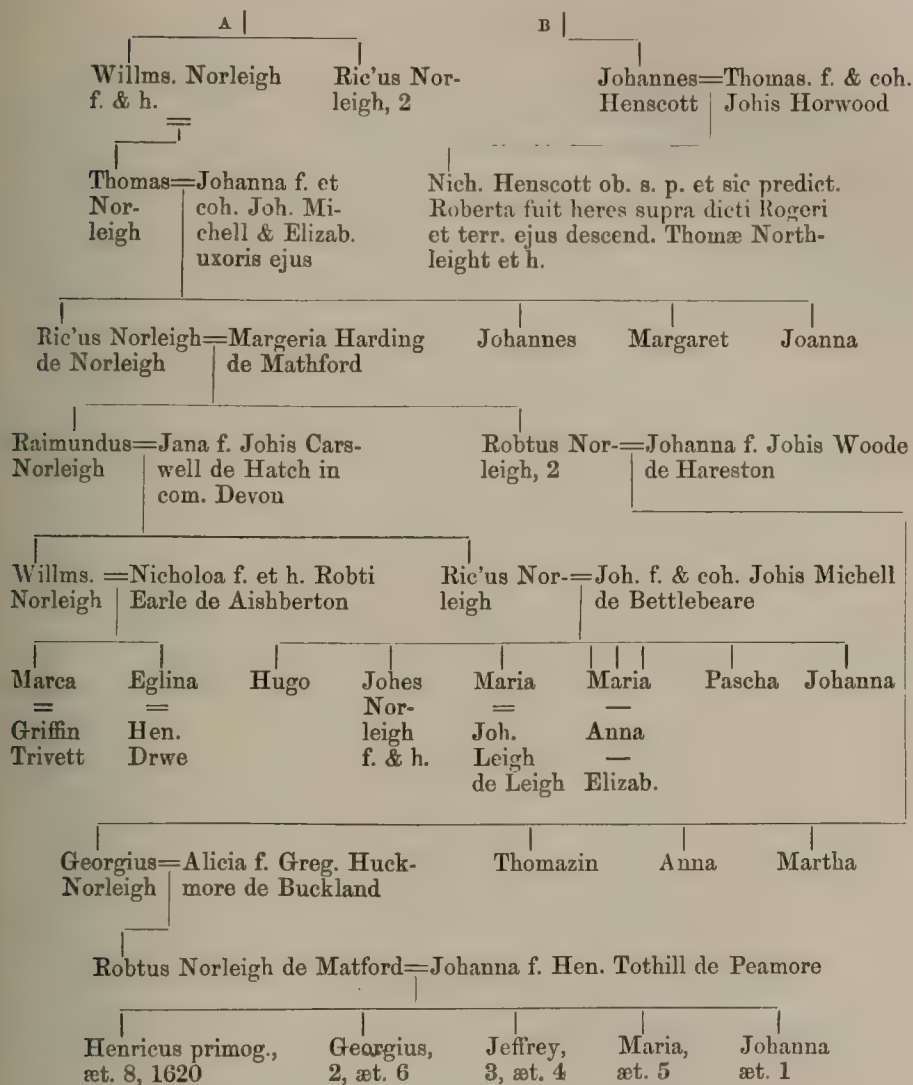 A B
Willms. Norleigh
f. & h.
Ric'us Nor-
leigh, 2
Johannes=Thomas. f. & coh.
Henscott Johis Horwood
=
Thomas=Johanna f. et
Nor- coh. Joh. Mi-
leigh chell & Elizab.
uxoris ejus
Nich. Henscott ob. s. p. et sic predict.
Roberta fuit heres supra dicti Rogeri
et terr. ejus descend. Thomæ North-
leight et h.
Ric'us Norleigh=Margeria Harding
de Norleigh de Mathford
Johannes
Margaret
Joanna
Raimundus=Jana f. Johis Cars-
Norleigh well de Hatch in
com. Devon
Robtus Nor-=Johanna f. Johis Woode
leigh, 2 de Hareston
Willms. =Nicholoa f. et h. Robti
Norleigh Earle de Aishberton
Ric'us Nor-=Joh. f. & coh. Johis Michell
leigh de Bettlebeare
Marca
=
Griffin
Trivett
Eglina
=
Hen.
Drwe
Hugo
Johes
Nor-
leigh
f. & h.
Maria
=
Joh.
Leigh
de Leigh
Maria
—
Anna
—
Elizab.
Pascha
Johanna
Georgius=Alicia f. Greg. Huck-
Norleigh more de Buckland
Thomazin
Anna
Martha
Robtus Norleigh de Matford=Johanna f. Hen. Tothill de Peamore
Henricus primog.,
æt. 8, 1620
Georgius,
2, æt. 6
Jeffrey,
3, æt. 4
Maria,
æt. 5
Johanna
æt. 1